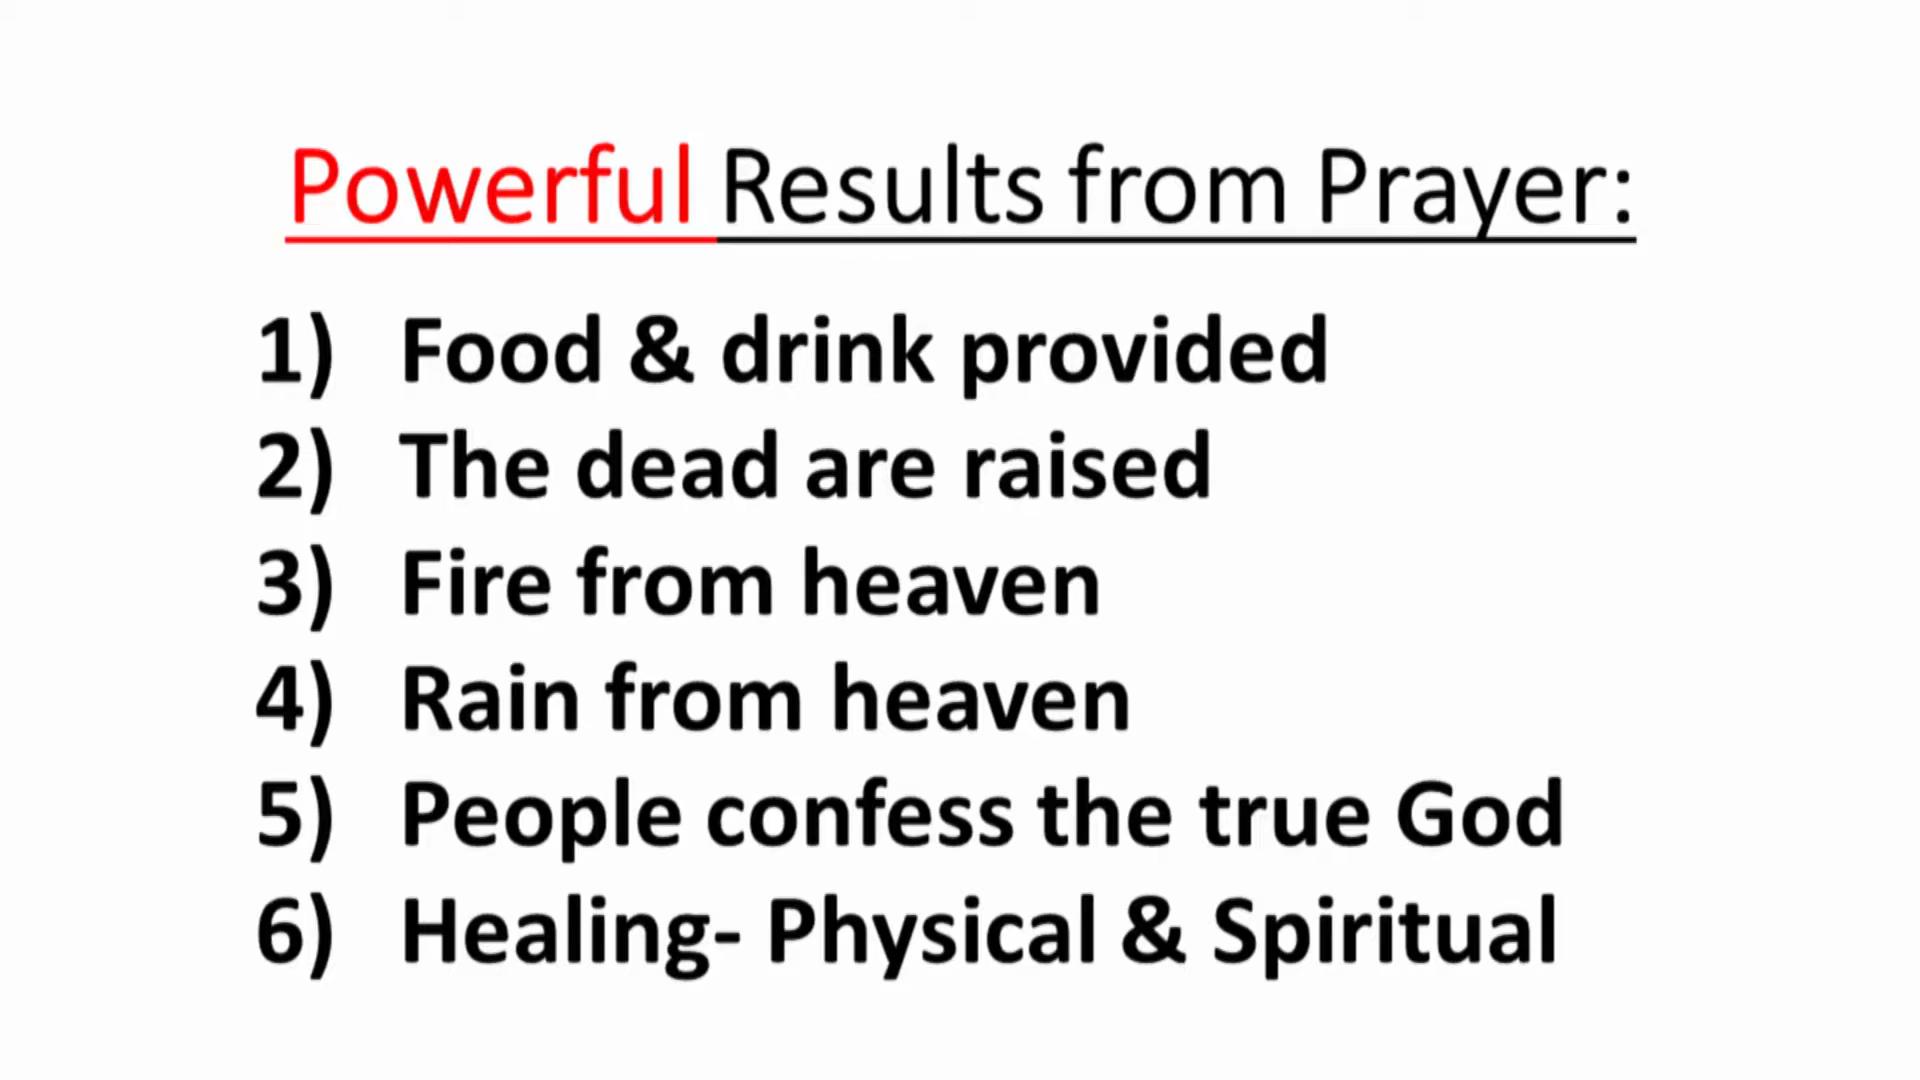 Powerful Results from Prayer:
1) Food & drink provided
2) The dead are raised
3) Fire from heaven
4) Rain from heaven
5) People confess the true God
6) Healing- Physical & Spiritual